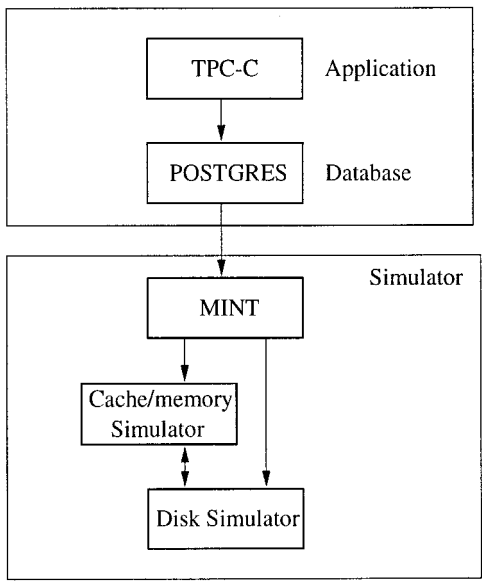 TPC-C
Application
POSTGRES
Database
Simulator
MINT
Cache/memory
Simulator
Disk Simulator